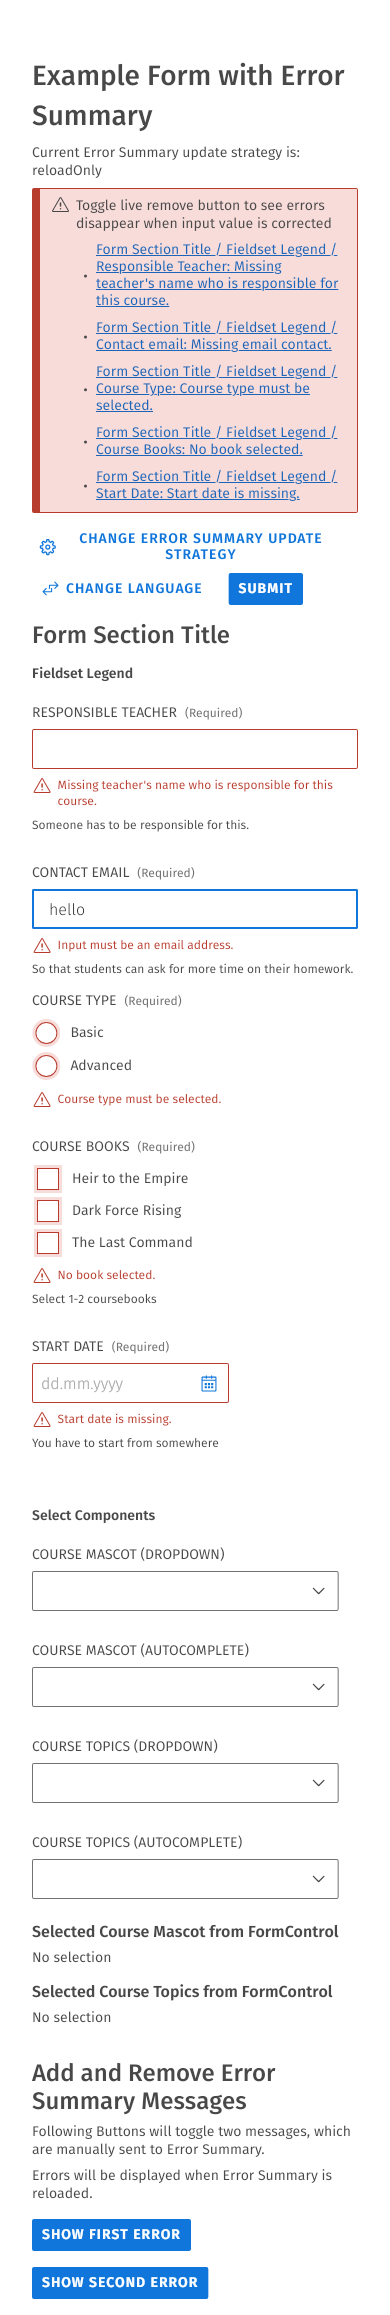 Example Form with Error
Summary
Current Error Summary update strategy is:
reloadOnly
Toggle live remove button to see errors
disappear when input value is corrected
Form Section Title / Fieldset Legend /
Responsible Teacher: Missing
teacher's name who is responsible for
this course.
Form Section Title / Fieldset Legend /
Contact email: Missing email contact.
Form Section Title / Fieldset Legend /
Course Type: Course type must be
selected.
Form Section Title / Fieldset Legend /
Course Books: No book selected.
Form Section Title / Fieldset Legend /
Start Date: Start date is missing.
CHANGE ERROR SUMMARY UPDATE
STRATEGY
CHANGE LANGUAGE SUBMIT
Form Section Title
Fieldset Legend
RESPONSIBLE TEACHER (Required)
Missing teacher's name who is responsible for this
course.
Someone has to be responsible for this.
CONTACT EMAIL (Required)
hello
Input must be an email address.
So that students can ask for more time on their homework.
COURSE TYPE (Required)
Basic
Advanced
Course type must be selected.
COURSE BOOKS (Required)
Heir to the Empire
Dark Force Rising
The Last Command
No book selected.
Select 1-2 coursebooks
START DATE (Required)
dd.mm.yyyy
Start date is missing.
You have to start from somewhere
Select Components
COURSE MASCOT (DROPDOWN)
COURSE MASCOT (AUTOCOMPLETE)
COURSE TOPICS (DROPDOWN)
COURSE TOPICS (AUTOCOMPLETE)
Selected Course Mascot from FormControl
No selection
Selected Course Topics from FormControl
No selection
Add and Remove Error
Summary Messages
Following Buttons will toggle two messages, which
are manually sent to Error Summary.
Errors will be displayed when Error Summary is
reloaded.
SHOW FIRST ERROR
SHOW SECOND ERROR